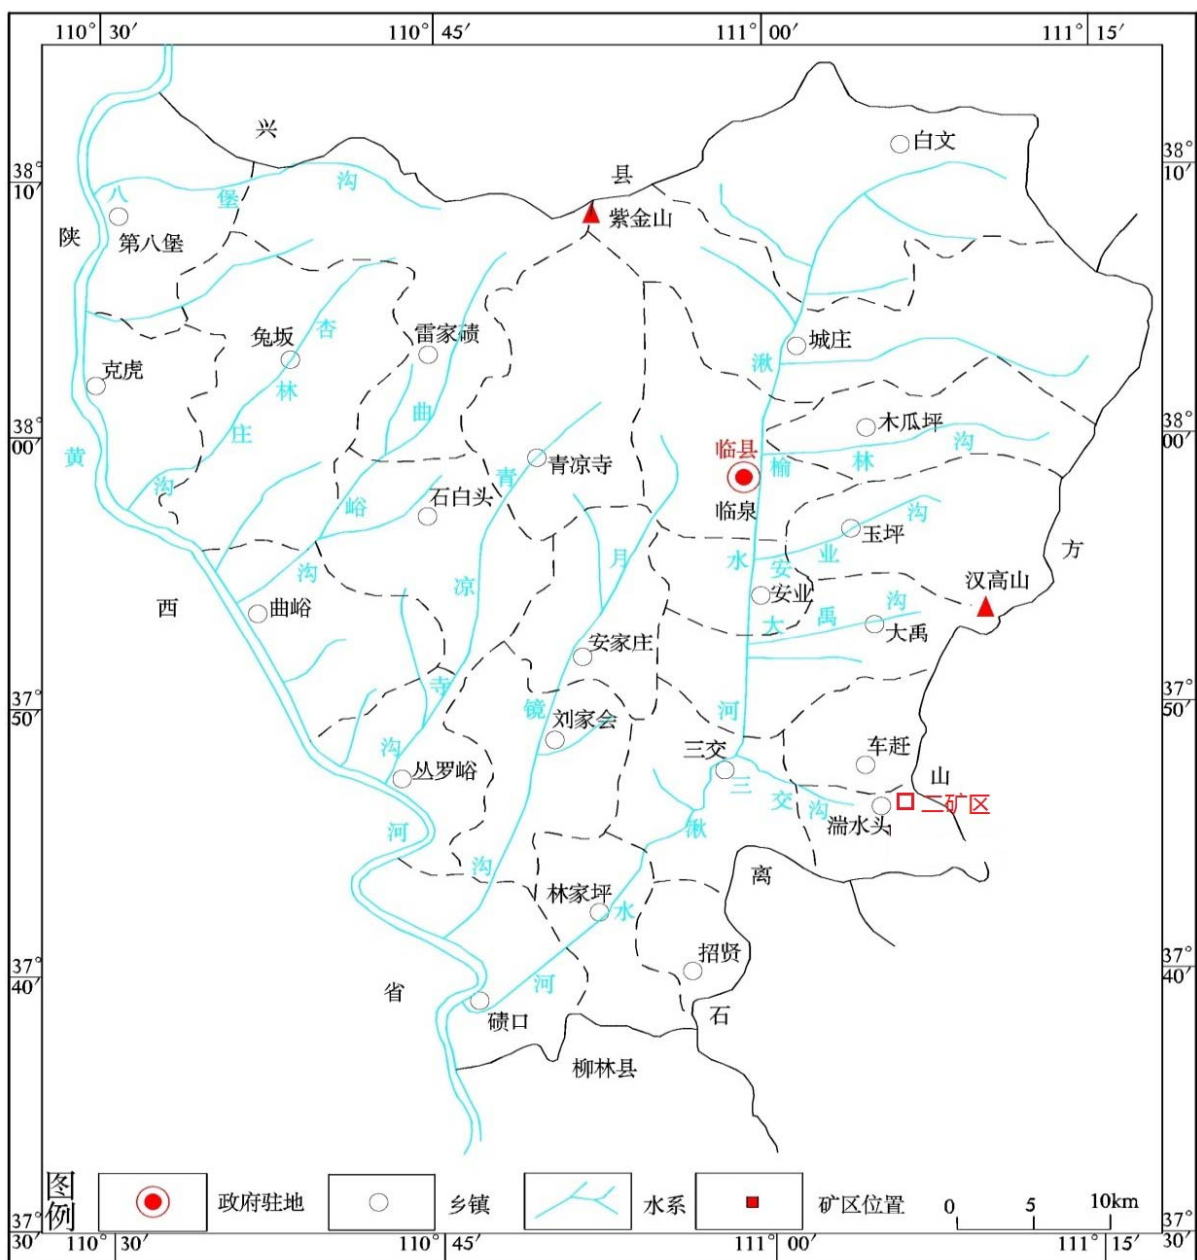 110° 30′
110° 45′
111° 00′
111° 15′
38° 10′
38° 10′
兴
县
白文
紫金山
八
堡
沟
第八堡
陕
兔坂
杏
雷家碛
城庄
湫
克虎
林
曲
木瓜坪
38° 00′
38° 00′
黄
庄
沟
临县
榆
林
沟
青凉寺
青
石白头
峪
临泉
玉坪
沟
业
安
水
方
沟
月
汉高山
西
曲峪
凉
安业
大
禹
沟
大禹
安家庄
寺
镜
刘家会
河
37° 50′
37° 50′
沟
丛罗峪
三交
三
交
沟
车赶
山
湍水头
二矿区
河
湫
沟
离
林家坪
水
招贤
37° 40′
37° 40′
省
河
碛口
石
柳林县
图例
政府驻地
乡镇
水系
矿区位置
0 5 10km
37° 30′
37° 30′
110° 30′
110° 45′
111° 00′
111° 15′